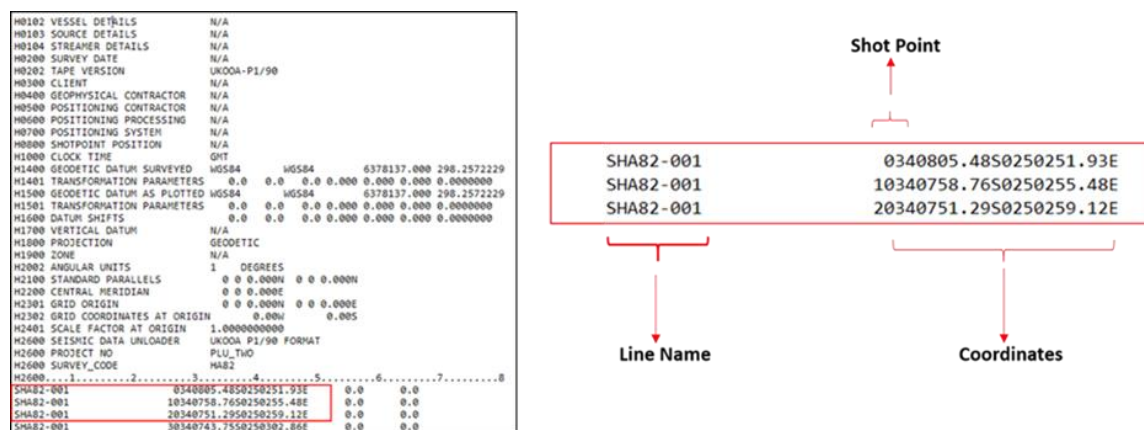 H0102 VESSEL DETAILS N/A
H0103 SOURCE DETAILS N/A
H0104 STREAMER DETAILS N/A
H0200 SURVEY DATE N/A
H0202 TAPE VERSION UKOOA-P1/90
H0300 CLIENT N/A
H0400 GEOPHYSICAL CONTRACTOR N/A
H0500 POSITIONING CONTRACTOR N/A
H0600 POSITIONING PROCESSING N/A
H0700 POSITIONING SYSTEM N/A
H0800 SHOTPOINT POSITION N/A
H1000 CLOCK TIME GMT
H1400 GEODETIC DATUM SURVEYED WGS84 WGS84 6378137.000 298.2572229
H1401 TRANSFORMATION PARAMETERS 0.0 0.0 0.0 0.000 0.000 0.000 0.0000000
H1500 GEODETIC DATUM AS PLOTTED WGS84 WGS84 6378137.000 298.2572229
H1501 TRANSFORMATION PARAMETERS 0.0 0.0 0.0 0.000 0.000 0.000 0.0000000
H1600 DATUM SHIFTS 0.0 0.0 0.0 0.000 0.000 0.000 0.0000000
H1700 VERTICAL DATUM N/A
H1800 PROJECTION GEODETIC
H1900 ZONE N/A
H2002 ANGULAR UNITS 1 DEGREES
H2100 STANDARD PARALLELS 0 0 0.000N 0 0 0.000N
H2200 CENTRAL MERIDIAN 0 0 0.000E
H2301 GRID ORIGIN 0 0 0.000N 0 0 0.000E
H2302 GRID COORDINATES AT ORIGIN 0.00W 0.00S
H2401 SCALE FACTOR AT ORIGIN 1.0000000000
H2600 SEISMIC DATA UNLOADER UKOOA P1/90 FORMAT
H2600 PROJECT NO PLU_TWO
H2600 SURVEY_CODE HA82
H2600....1.........2.........3.........4.........5.........6.........7.........8
SHA82-001 0340805.48S0250251.93E 0.0 0.0
SHA82-001 10340758.76S0250255.48E 0.0 0.0
SHA82-001 20340751.29S0250259.12E 0.0 0.0
SHA82-001 30340743.75S0250302.86E 0.0 0.0
Shot Point
SHA82-001 0340805.48S0250251.93E
SHA82-001 10340758.76S0250255.48E
SHA82-001 20340751.29S0250259.12E
Line Name
Coordinates